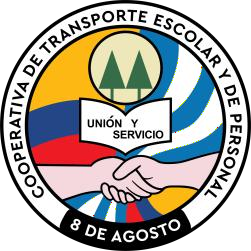 COOPERATIVA DE TRANSPORTE ESCOLAR Y DE PERSONAL
UNIÓN Y
SERVICIO
8 DE AGOSTO